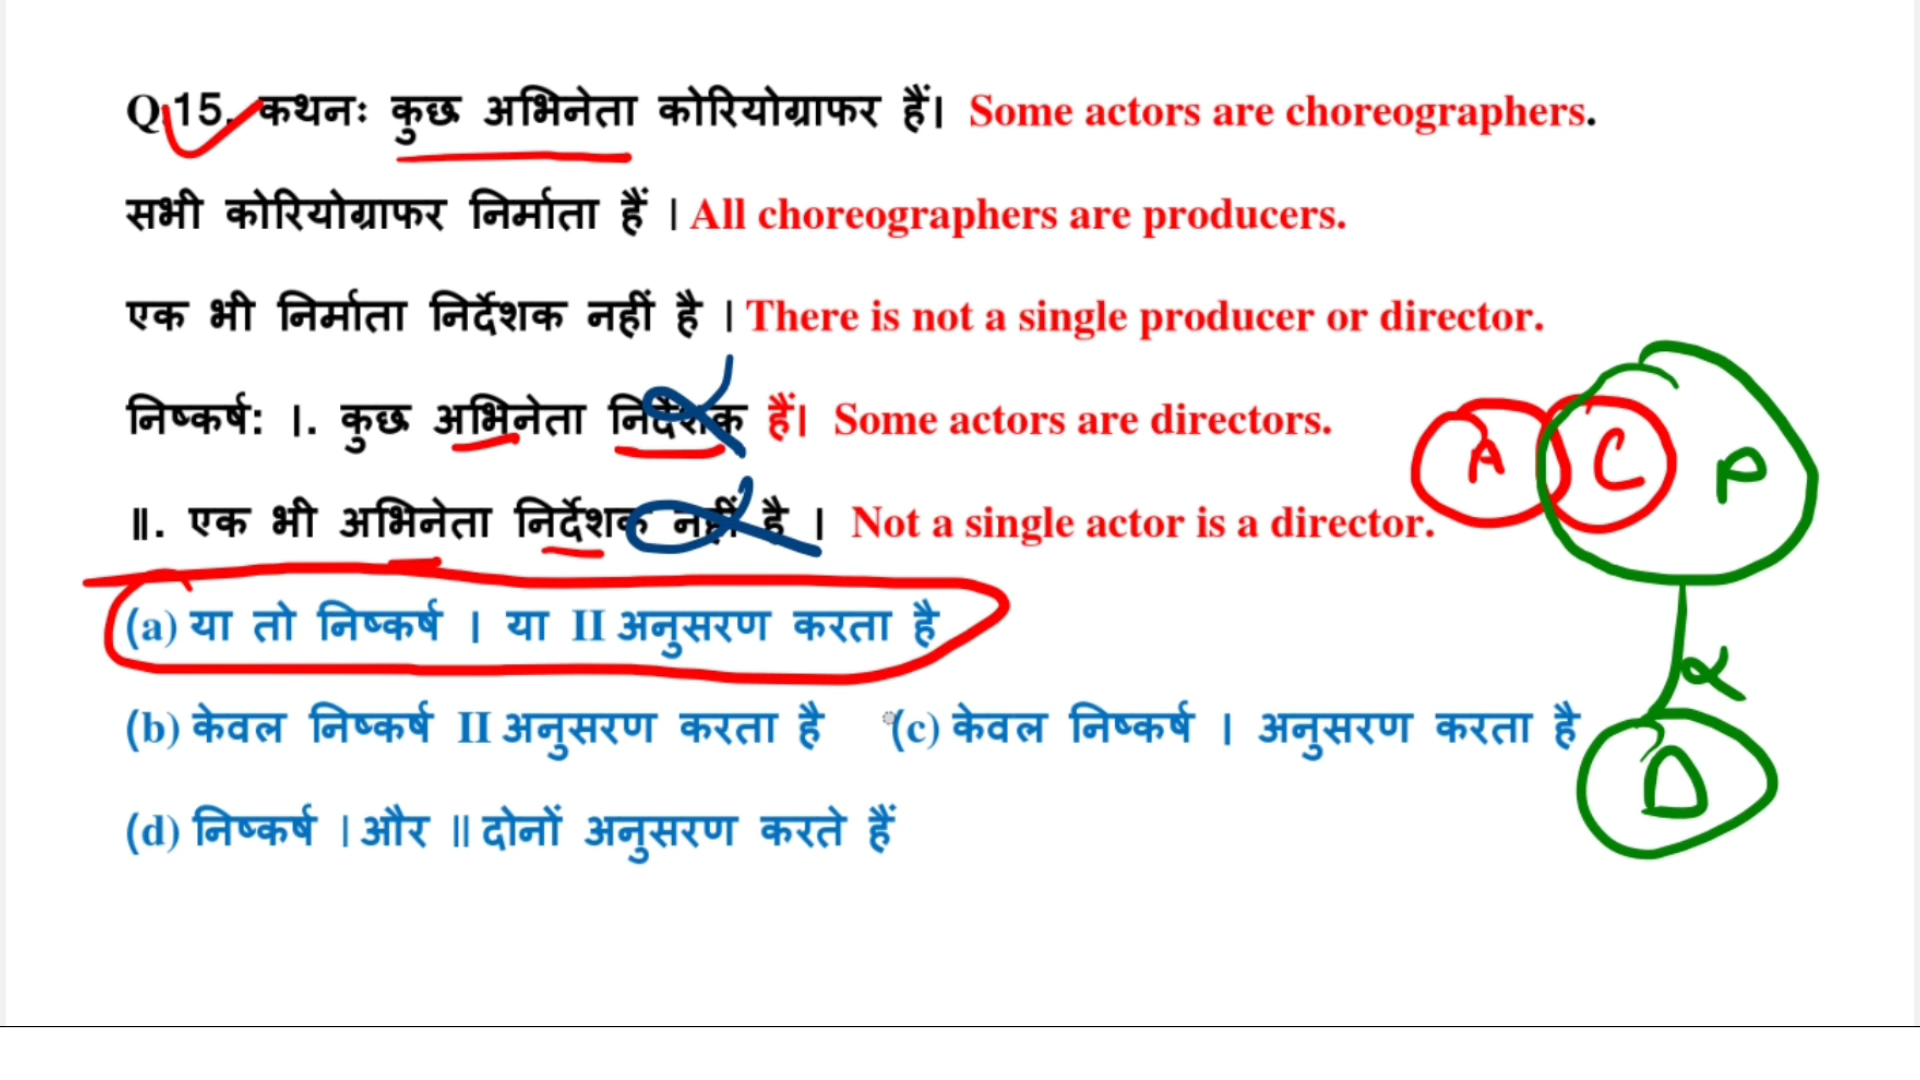 Q.15. कथनः कुछ अभिनेता कोरियोग्राफर हैं। Some actors are choreographers.
सभी कोरियोग्राफर निर्माता हैं | All choreographers are producers.
एक भी निर्माता निर्देशक नहीं है | There is not a single producer or director.
निष्कर्ष: ।. कुछ अभिनेता निर्देशक हैं। Some actors are directors.
॥. एक भी अभिनेता निर्देशक नहीं है | Not a single actor is a director.
A C P
(a) या तो निष्कर्ष । या II अनुसरण करता है
(b) केवल निष्कर्ष II अनुसरण करता है (c) केवल निष्कर्ष । अनुसरण करता है
D
(d) निष्कर्ष ।और ॥ दोनों अनुसरण करते हैं